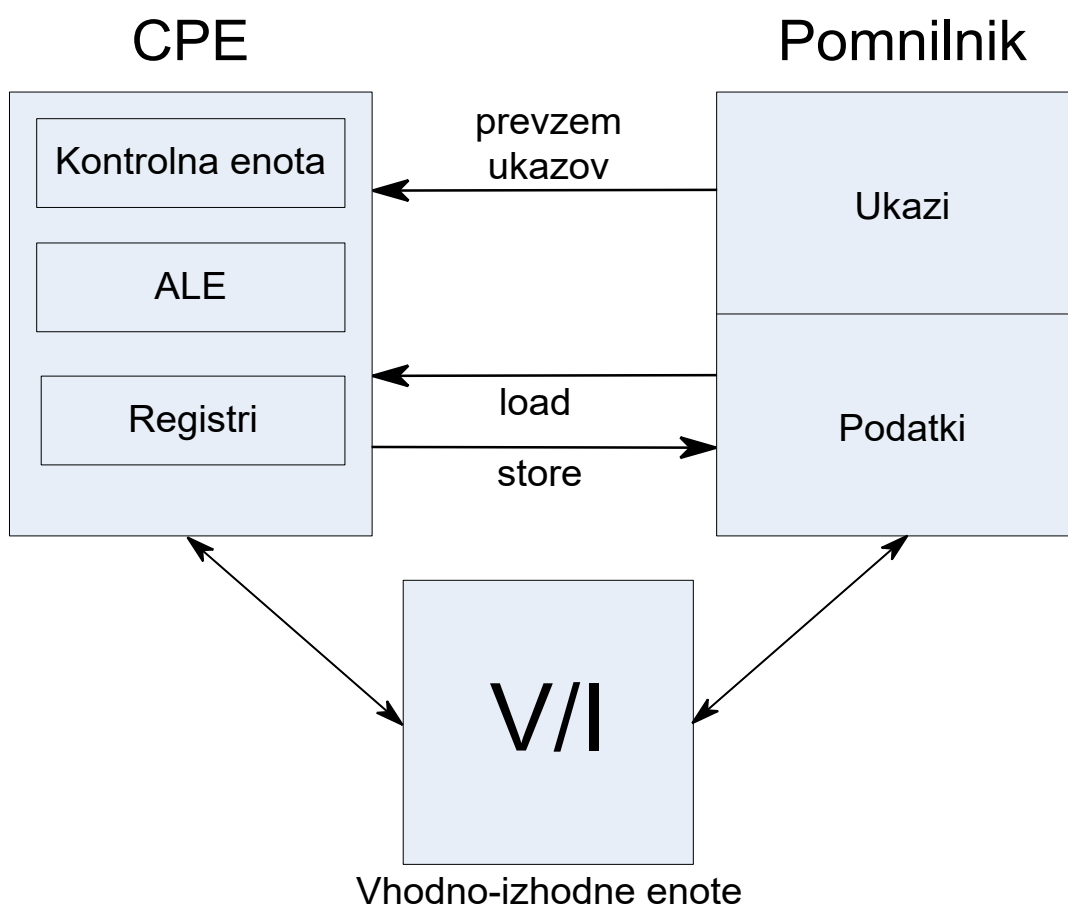 CPE
Pomnilnik
Kontrolna enota
ALE
Registri
prevzem
ukazov
load
store
Ukazi
Podatki
V/I
Vhodno-izhodne enote